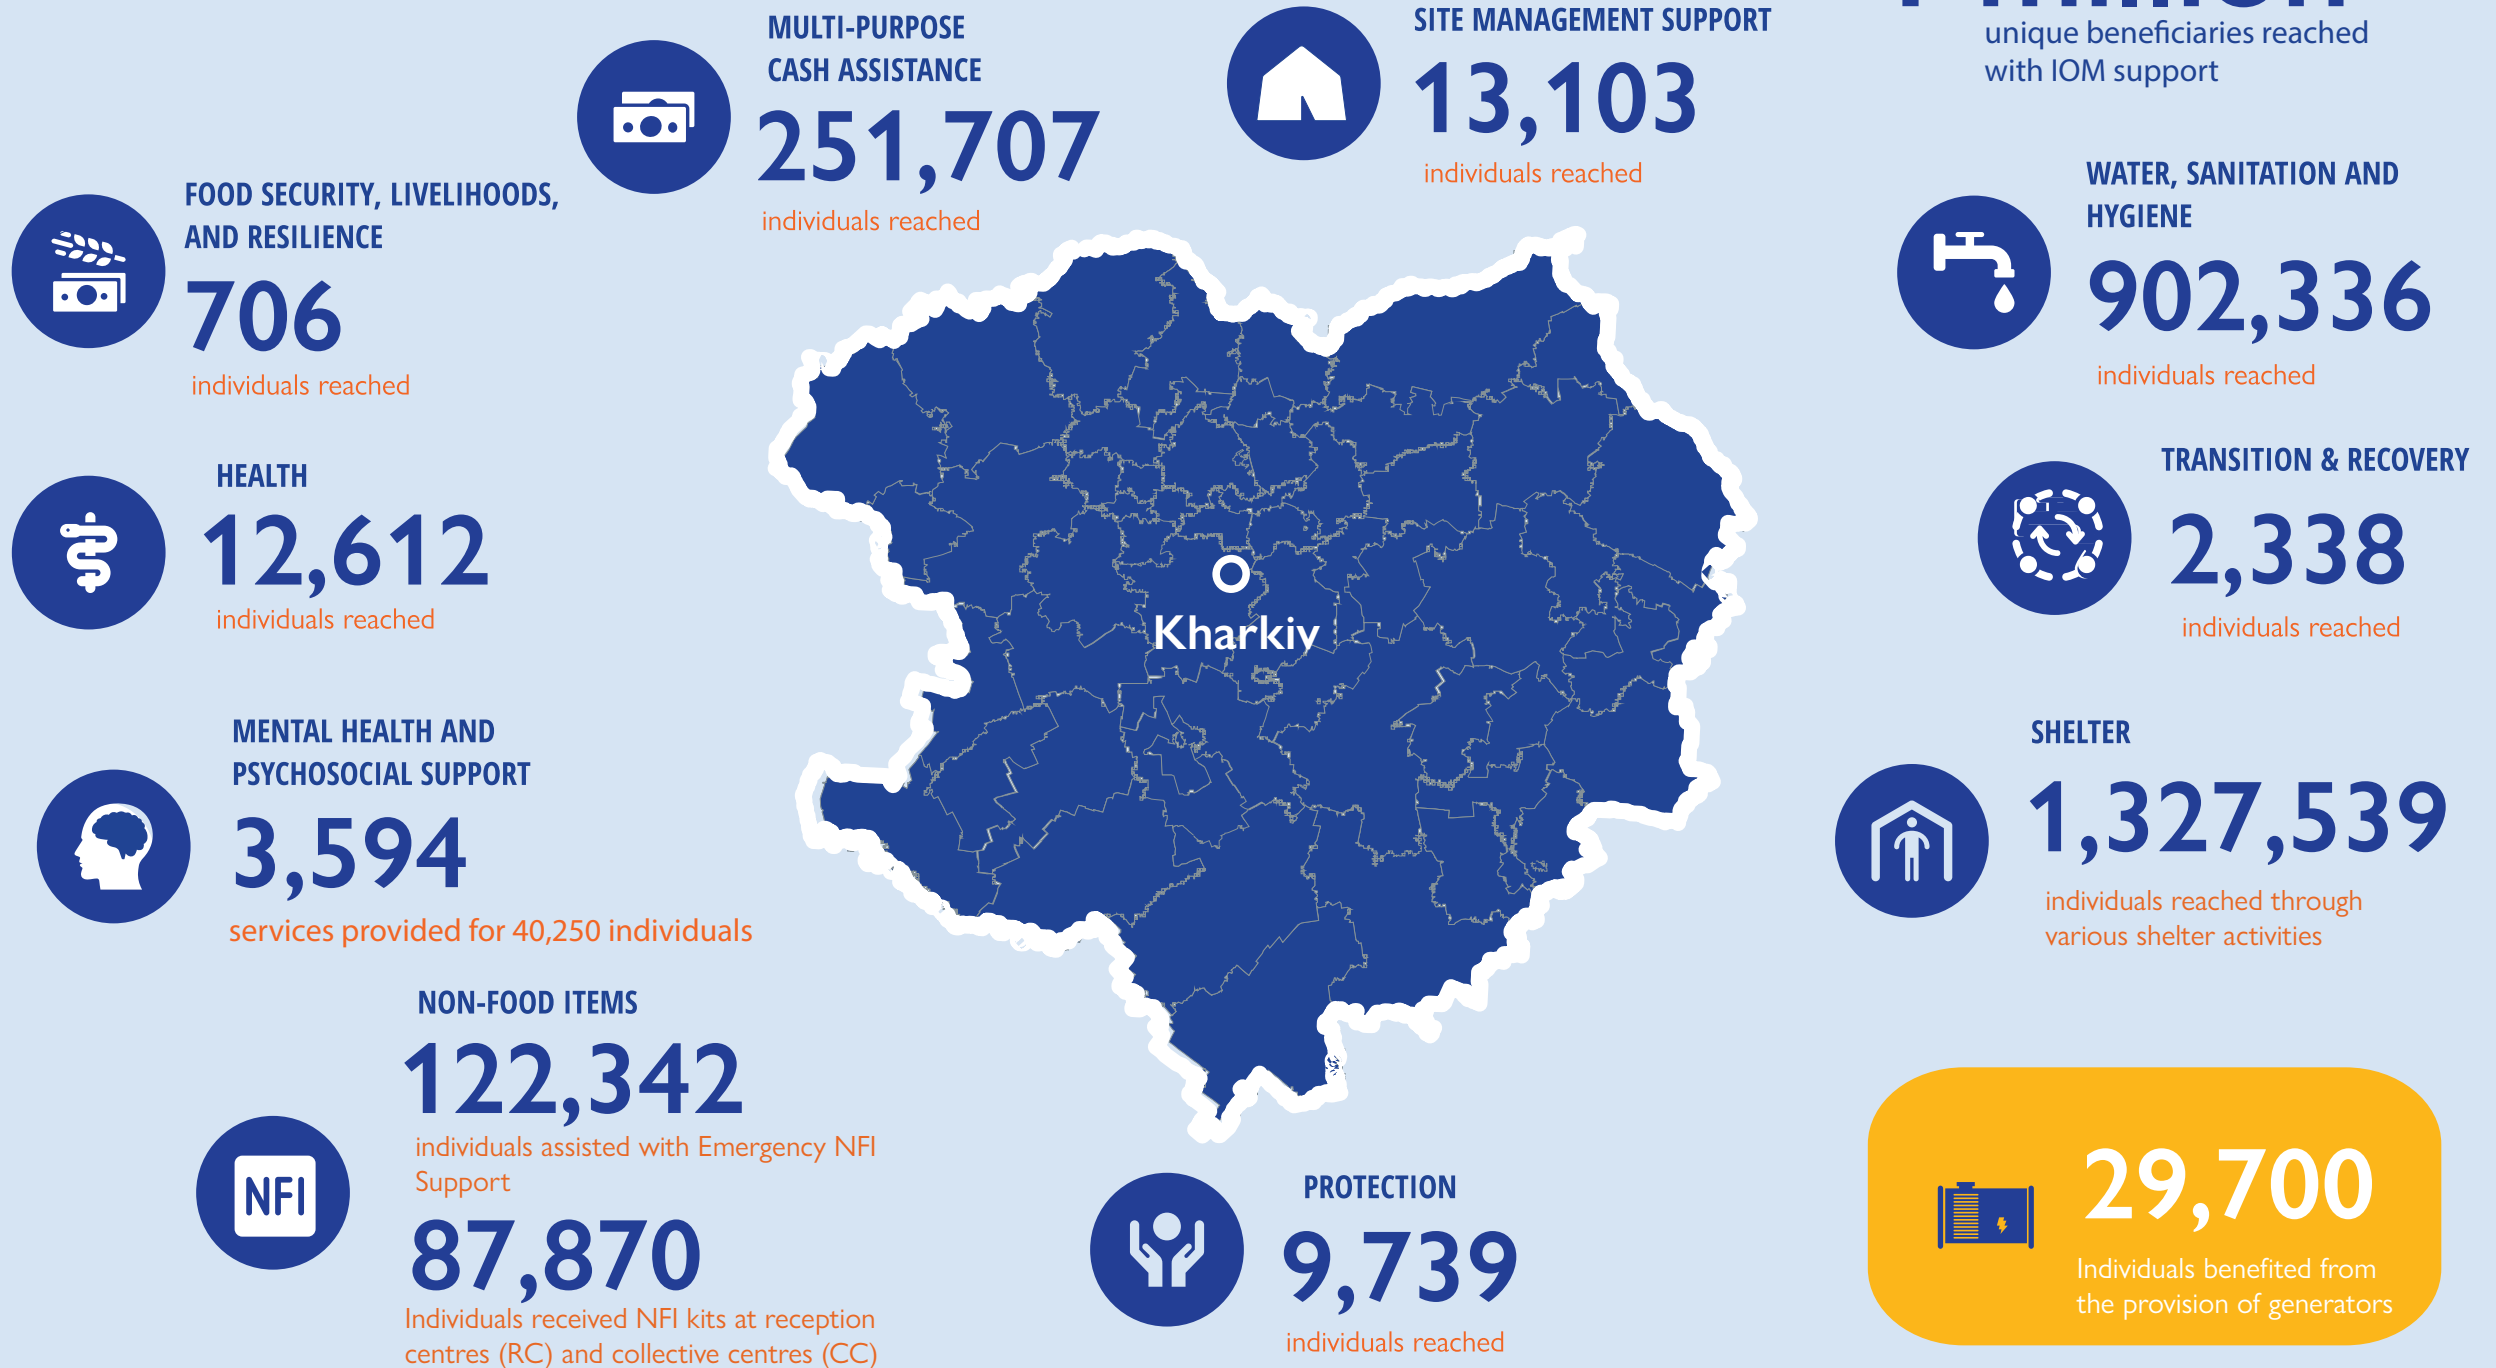 MULTI-PURPOSE
CASH ASSISTANCE
251,707
individuals reached
SITE MANAGEMENT SUPPORT
13,103
individuals reached
unique beneficiaries reached
with IOM support
FOOD SECURITY, LIVELIHOODS,
AND RESILIENCE
706
individuals reached
WATER, SANITATION AND
HYGIENE
902,336
individuals reached
HEALTH
12,612
individuals reached
TRANSITION & RECOVERY
2,338
individuals reached
Kharkiv
MENTAL HEALTH AND
PSYCHOSOCIAL SUPPORT
3,594
services provided for 40,250 individuals
SHELTER
1,327,539
individuals reached through
various shelter activities
NON-FOOD ITEMS
122,342
individuals assisted with Emergency NFI
Support
NFI
87,870
Individuals received NFI kits at reception
centres (RC) and collective centres (CC)
PROTECTION
9,739
individuals reached
29,700
Individuals benefited from
the provision of generators